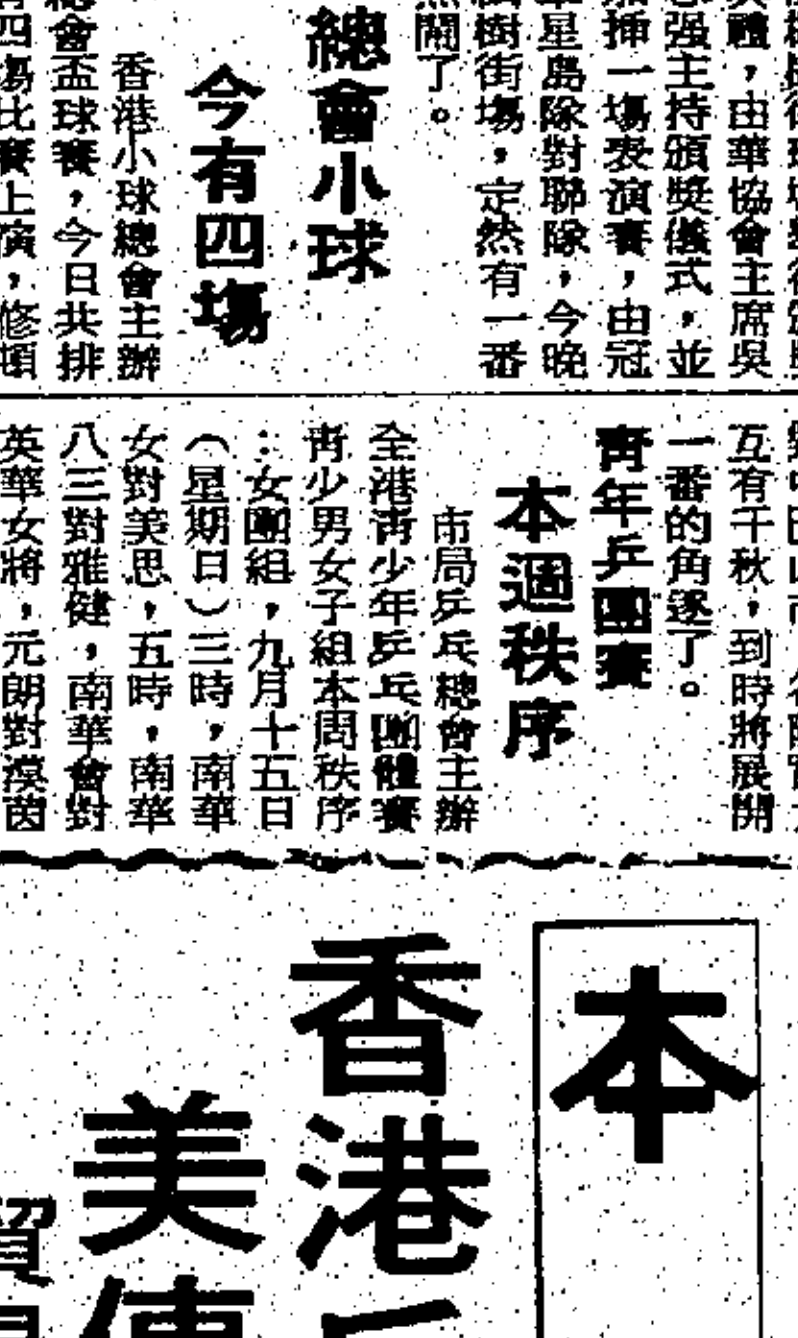 體，由華協會主席吳
强主持頒獎儀式，並
插一場表演賽，由冠
星島隊對聯隊，今晚
樹街場，定然有一番
鬧了。
總會小球
今有四場
香港小球總會主辦
總會盃球賽，今日共排
有四場比賽上演，修頓
互有千秋，到時將展開
一番的角逐了。
靑年乒團賽
本週秩序
市局乒乓總會主辦
全港靑少年乒乓團體賽
靑少男女子組本周秩序
：女團組，九月十五日
（星期日）三時，南華
女對美思，五時，南華
八三對雅健，南華會對
英華女將，元朗對漠茵
本
香港乒
美